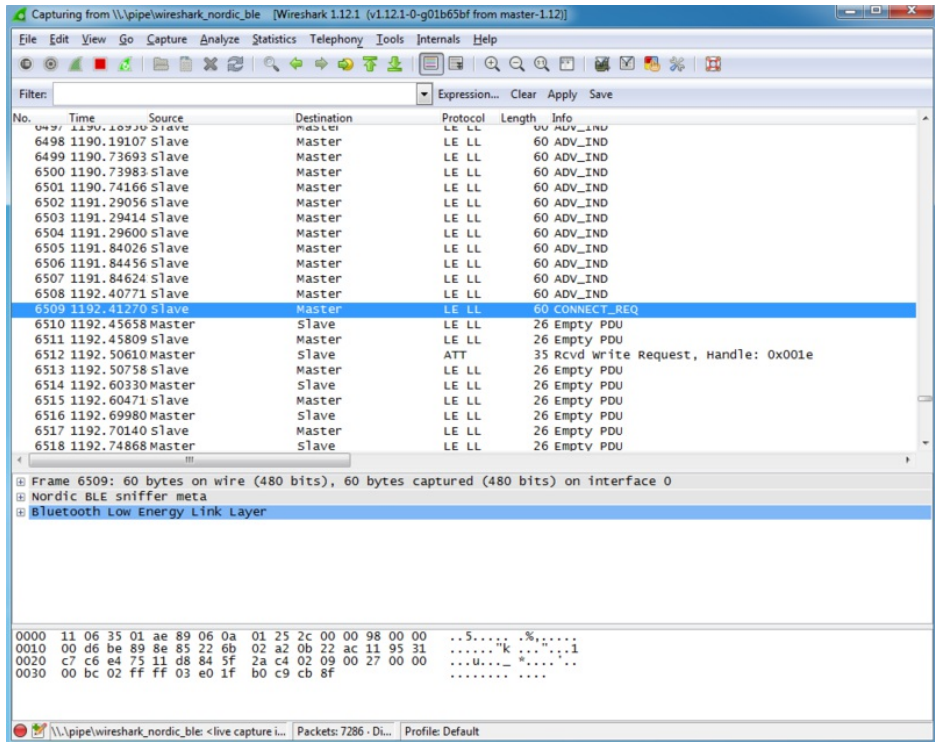 Capturing from \\.\pipe\wireshark_nordic_ble [Wireshark 1.12.1 (v1.12.1-0-g01b65bf from master-1.12)]
File Edit View Go Capture Analyze Statistics Telephony Tools Internals Help
Filter: Expression... Clear Apply Save
No. Time Source Destination Protocol Length Info
6497 1190.18936 Slave Master LE LL 60 ADV_IND
6498 1190.19107 Slave Master LE LL 60 ADV_IND
6499 1190.73693 Slave Master LE LL 60 ADV_IND
6500 1190.73983 Slave Master LE LL 60 ADV_IND
6501 1190.74166 Slave Master LE LL 60 ADV_IND
6502 1191.29056 Slave Master LE LL 60 ADV_IND
6503 1191.29414 Slave Master LE LL 60 ADV_IND
6504 1191.29600 Slave Master LE LL 60 ADV_IND
6505 1191.84026 Slave Master LE LL 60 ADV_IND
6506 1191.84456 Slave Master LE LL 60 ADV_IND
6507 1191.84624 Slave Master LE LL 60 ADV_IND
6508 1192.40771 Slave Master LE LL 60 ADV_IND
6509 1192.41270 Slave Master LE LL 60 CONNECT_REQ
6510 1192.45658 Master Slave LE LL 26 Empty PDU
6511 1192.45809 Slave Master LE LL 26 Empty PDU
6512 1192.50610 Master Slave ATT 35 Rcvd Write Request, Handle: 0x001e
6513 1192.50758 Slave Master LE LL 26 Empty PDU
6514 1192.60330 Master Slave LE LL 26 Empty PDU
6515 1192.60471 Slave Master LE LL 26 Empty PDU
6516 1192.69980 Master Slave LE LL 26 Empty PDU
6517 1192.70140 Slave Master LE LL 26 Empty PDU
6518 1192.74868 Master Slave LE LL 26 Empty PDU
Frame 6509: 60 bytes on wire (480 bits), 60 bytes captured (480 bits) on interface 0
Nordic BLE sniffer meta
Bluetooth Low Energy Link Layer
0000 11 06 35 01 ae 89 06 0a 01 25 2c 00 00 98 00 00 ..5..... .%,.....
0010 00 d6 be 89 8e 85 22 6b 02 a2 0b 22 ac 11 95 31 ......"k ..."...1
0020 c7 c6 e4 75 11 d8 84 5f 2a c4 02 09 00 27 00 00 ...u..._ *....'..
0030 00 bc 02 ff ff 03 e0 1f b0 c9 cb 8f ........ ....
\\.\pipe\wireshark_nordic_ble: <live capture i... Packets: 7286 · Di... Profile: Default